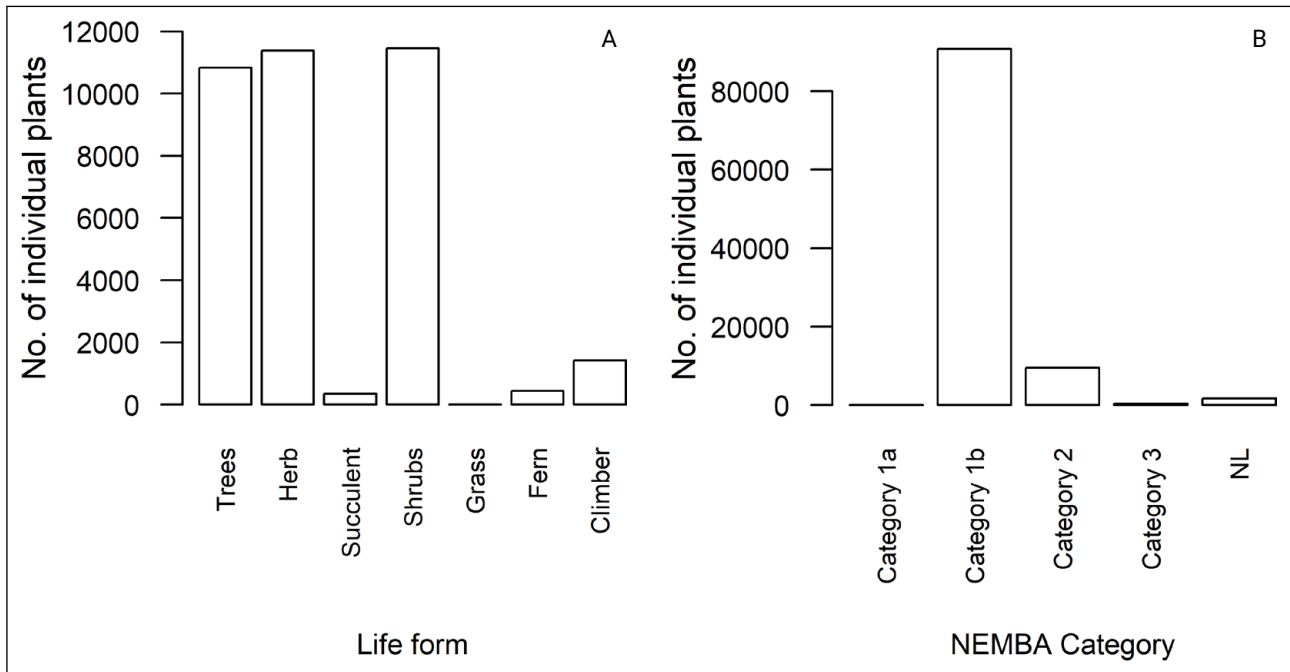 A
No. of individual plants
12000
10000
8000
6000
4000
2000
0
Trees
Herb
Succulent
Shrubs
Grass
Fern
Climber
Life form
B
No. of individual plants
80000
60000
40000
20000
0
Category 1a
Category 1b
Category 2
Category 3
NL
NEMBA Category